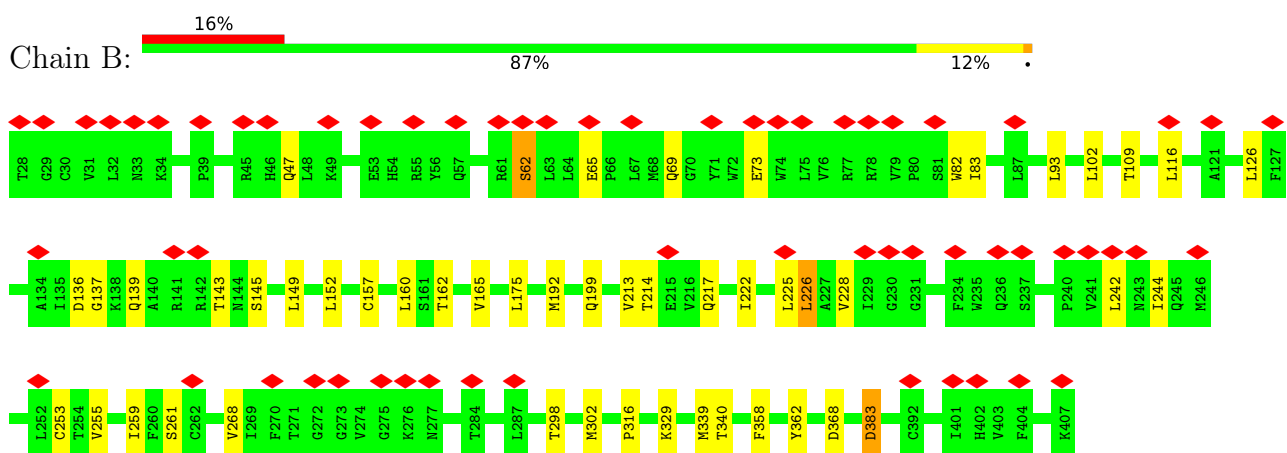 16%
Chain B:
87% 12% •
T28 G29 C30 V31 L32 N33 K34 P39 R45 H46 Q47 L48 K49 E53 H54 R55 Y56 Q57 R61 S62 L63 L64 E65 P66 L67 M68 Q69 G70 Y71 W72 E73 W74 L75 V76 R77 R78 V79 P80 S81 W82 I83 L87 L93 L102 T109 L116 A121 L126 F127
A134 I135 D136 G137 K138 Q139 A140 R141 R142 T143 N144 S145 L149 L152 C157 L160 S161 T162 V165 L175 M192 Q199 V213 T214 E215 V216 Q217 I222 L225 L226 A227 V228 I229 G230 G231 F234 W235 Q236 S237 P240 V241 L242 N243 I244 Q245 M246
L252 C253 T254 V255 I259 F260 S261 C262 V268 I269 F270 T271 G272 G273 V274 G275 K276 N277 T284 L287 T298 M302 P316 K329 M339 T340 F358 Y362 D368 D383 C392 I401 H402 V403 F404 K407